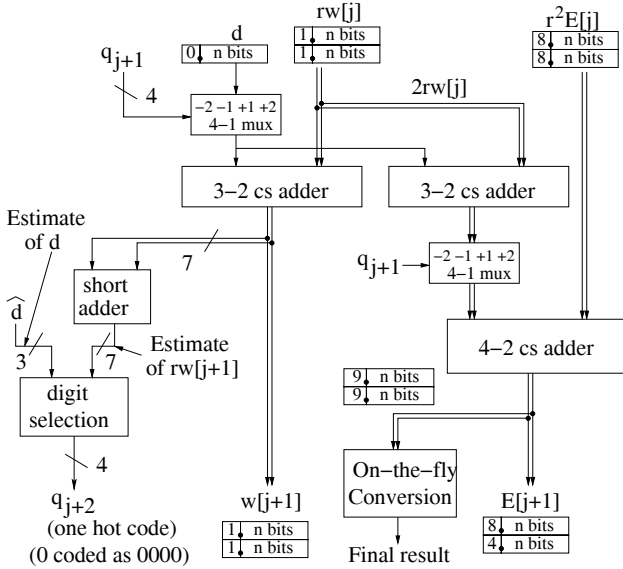 d
rw[j]
r²E[j]
0 n bits
1 n bits
1 n bits
8 n bits
8 n bits
q j+1
4
−2 −1 +1 +2
4−1 mux
2rw[j]
3−2 cs adder
3−2 cs adder
Estimate
of d
7
q j+1
−2 −1 +1 +2
4−1 mux
short
adder
d̂
3
7
Estimate
of rw[j+1]
4−2 cs adder
digit
selection
9 n bits
9 n bits
4
On−the−fly
Conversion
q j+2
(one hot code)
(0 coded as 0000)
w[j+1]
1 n bits
1 n bits
Final result
E[j+1]
8 n bits
4 n bits